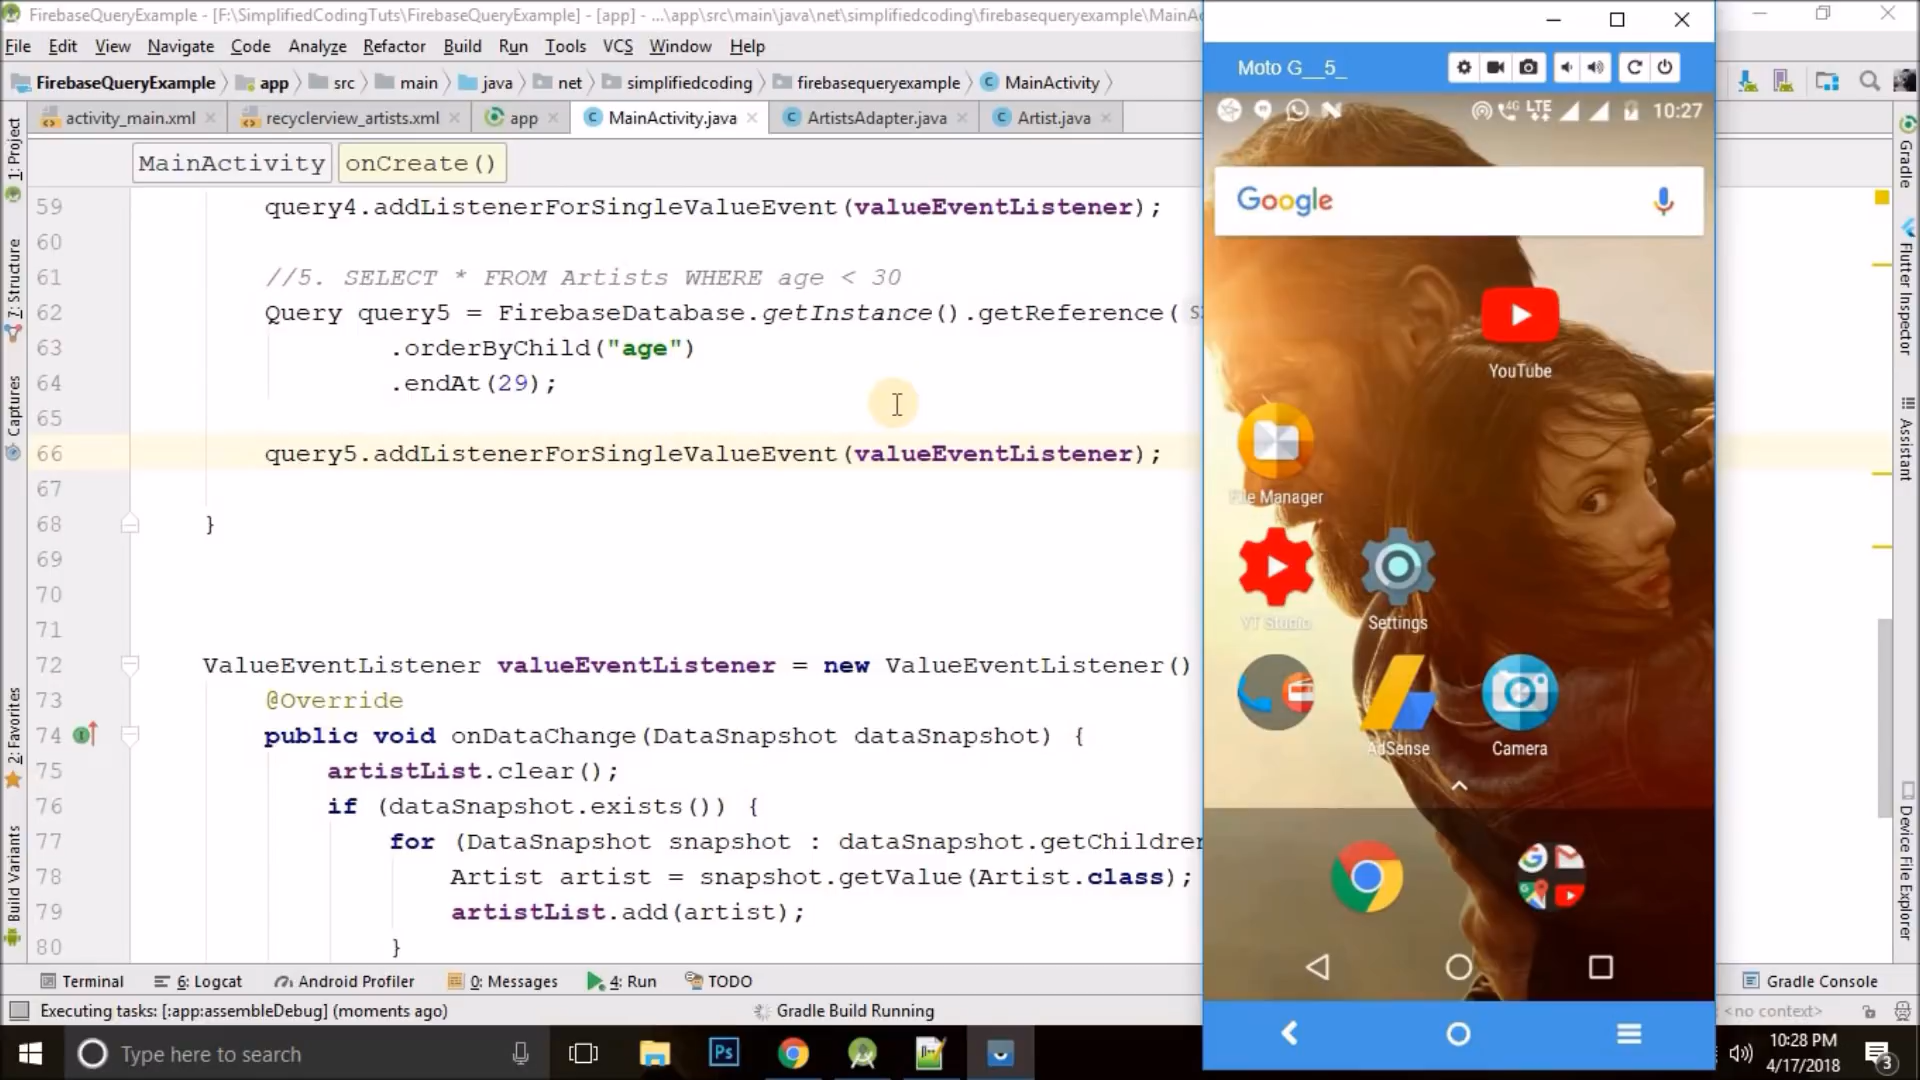 FirebaseQueryExample - [F:\SimplifiedCodingTuts\FirebaseQueryExample] - [app] - ...\app\src\main\java\net\simplifiedcoding\firebasequeryexample\MainAc
File Edit View Navigate Code Analyze Refactor Build Run Tools VCS Window Help
FirebaseQueryExample app src main java net simplifiedcoding firebasequeryexample MainActivity
activity_main.xml recyclerview_artists.xml app MainActivity.java ArtistsAdapter.java Artist.java
MainActivity onCreate()
59 query4.addListenerForSingleValueEvent(valueEventListener);
60
61 //5. SELECT * FROM Artists WHERE age < 30
62 Query query5 = FirebaseDatabase.getInstance().getReference(
63 .orderByChild("age")
64 .endAt(29);
65
66 query5.addListenerForSingleValueEvent(valueEventListener);
67
68 }
69
70
71
72 ValueEventListener valueEventListener = new ValueEventListener()
73 @Override
74 public void onDataChange(DataSnapshot dataSnapshot) {
75 artistList.clear();
76 if (dataSnapshot.exists()) {
77 for (DataSnapshot snapshot : dataSnapshot.getChildren
78 Artist artist = snapshot.getValue(Artist.class);
79 artistList.add(artist);
80 }
1: Project
7: Structure
Captures
2: Favorites
Build Variants
Moto G__5_
4G LTE 10:27
Google
YouTube
File Manager
YT Studio
Settings
AdSense
Camera
Gradle
Flutter Inspector
Assistant
Device File Explorer
Terminal 6: Logcat Android Profiler 0: Messages 4: Run TODO Gradle Console
Executing tasks: [:app:assembleDebug] (moments ago) Gradle Build Running <no context>
Type here to search
Ps
10:28 PM
4/17/2018
3